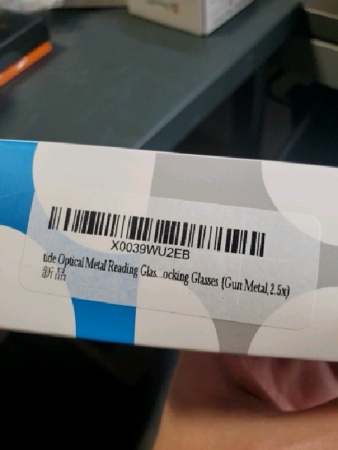 X0039WU2EB
tide Optical Metal Reading Glas...ocking Glasses (Gun Metal, 2.5x)
新品